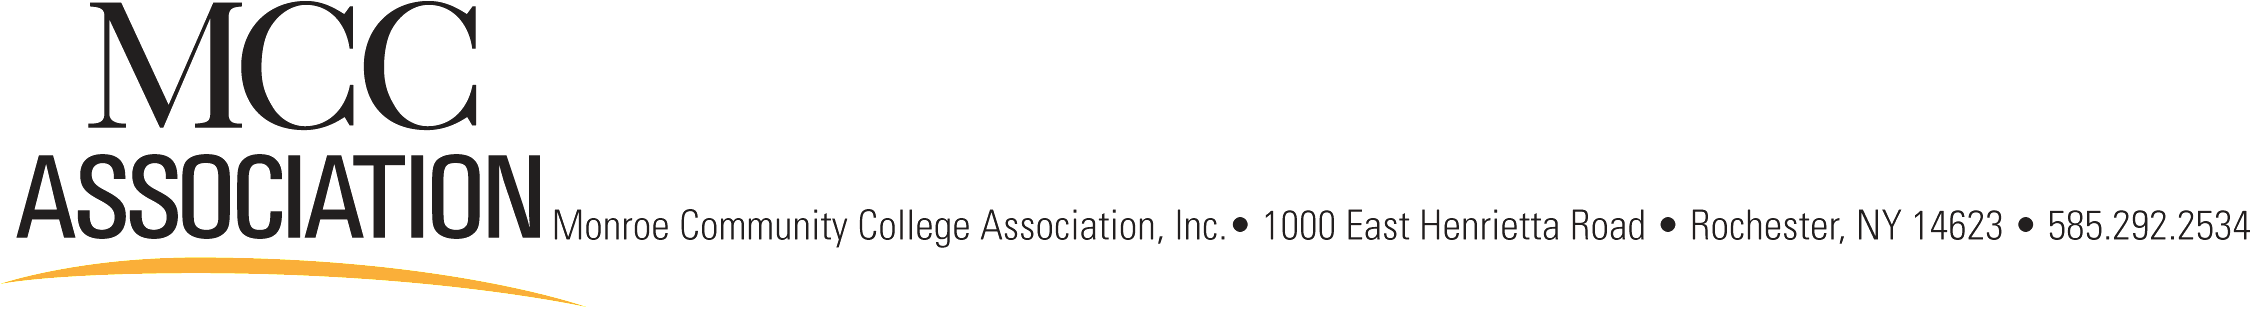 MCC
ASSOCIATION
Monroe Community College Association, Inc.• 1000 East Henrietta Road • Rochester, NY 14623 • 585.292.2534